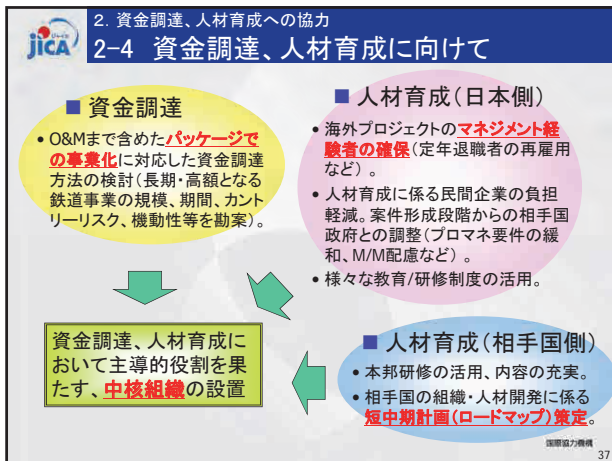 2．資金調達、人材育成への協力
jICA
2-4　資金調達、人材育成に向けて
■ 資金調達
• O&Mまで含めたパッケージで
の事業化に対応した資金調達
方法の検討（長期・高額となる
鉄道事業の規模、期間、カント
リーリスク、機動性等を勘案）。
■ 人材育成（日本側）
• 海外プロジェクトのマネジメント経
験者の確保（定年退職者の再雇用
など）。
• 人材育成に係る民間企業の負担
軽減。案件形成段階からの相手国
政府との調整（プロマネ要件の緩
和、M/M配慮など）。
• 様々な教育/研修制度の活用。
資金調達、人材育成に
おいて主導的役割を果
たす、中核組織の設置
■ 人材育成（相手国側）
• 本邦研修の活用、内容の充実。
• 相手国の組織・人材開発に係る
短中期計画（ロードマップ）策定。
国際協力機構
37